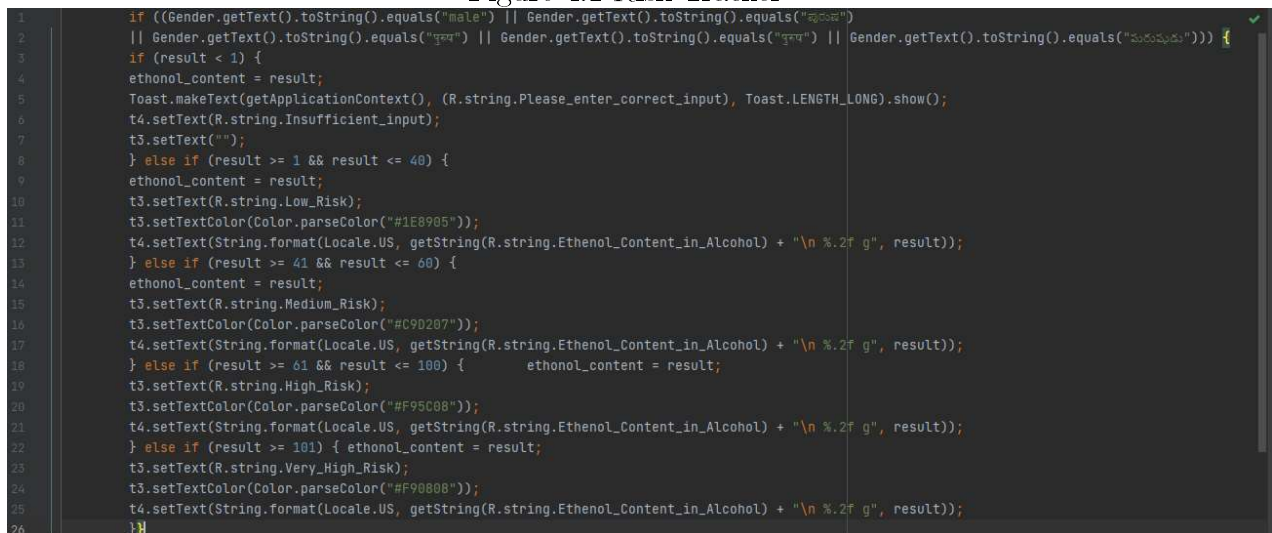 1 if ((Gender.getText().toString().equals("male") || Gender.getText().toString().equals("ಪುರುಷ")
2 || Gender.getText().toString().equals("पुरुष") || Gender.getText().toString().equals("पुरुष") || Gender.getText().toString().equals(""))) {
3 if (result < 1) {
4 ethonol_content = result;
5 Toast.makeText(getApplicationContext(), (R.string.Please_enter_correct_input), Toast.LENGTH_LONG).show();
6 t4.setText(R.string.Insufficient_input);
7 t3.setText("");
8 } else if (result >= 1 && result <= 40) {
9 ethonol_content = result;
10 t3.setText(R.string.Low_Risk);
11 t3.setTextColor(Color.parseColor("#1E8905"));
12 t4.setText(String.format(Locale.US, getString(R.string.Ethenol_Content_in_Alcohol) + "\n %.2f g", result));
13 } else if (result >= 41 && result <= 60) {
14 ethonol_content = result;
15 t3.setText(R.string.Medium_Risk);
16 t3.setTextColor(Color.parseColor("#C9D207"));
17 t4.setText(String.format(Locale.US, getString(R.string.Ethenol_Content_in_Alcohol) + "\n %.2f g", result));
18 } else if (result >= 61 && result <= 100) { ethonol_content = result;
19 t3.setText(R.string.High_Risk);
20 t3.setTextColor(Color.parseColor("#F95C08"));
21 t4.setText(String.format(Locale.US, getString(R.string.Ethenol_Content_in_Alcohol) + "\n %.2f g", result));
22 } else if (result >= 101) { ethonol_content = result;
23 t3.setText(R.string.Very_High_Risk);
24 t3.setTextColor(Color.parseColor("#F90808"));
25 t4.setText(String.format(Locale.US, getString(R.string.Ethenol_Content_in_Alcohol) + "\n %.2f g", result));
26 }}